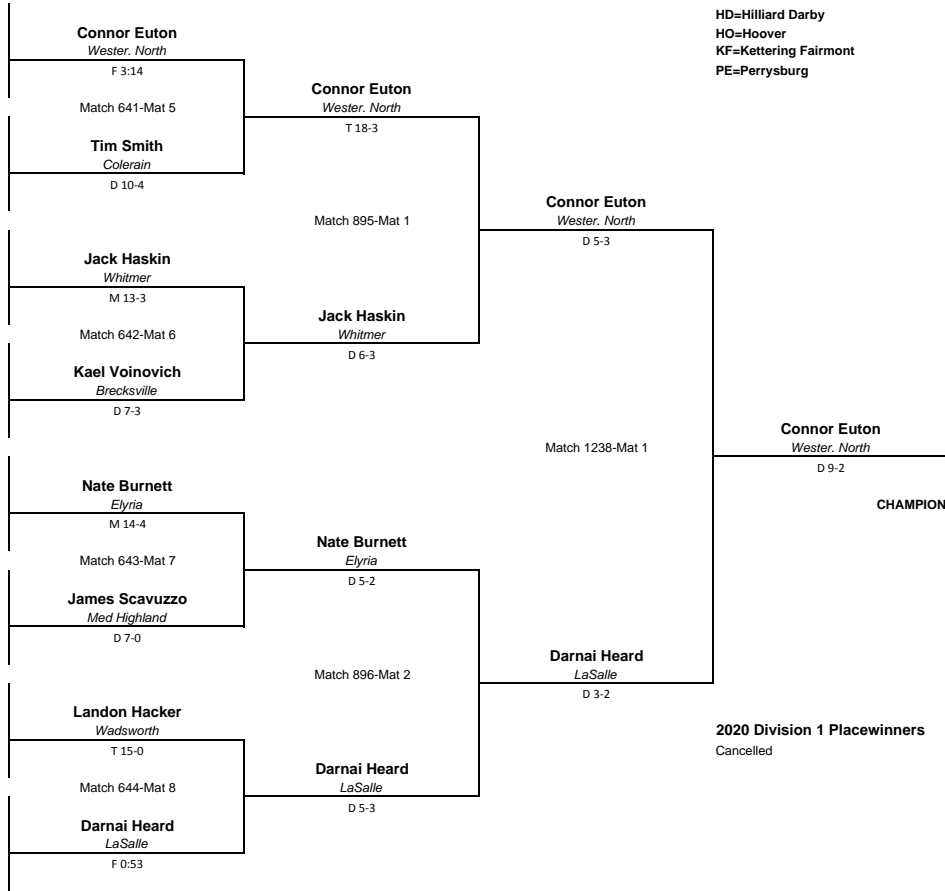 HD=Hilliard Darby
HO=Hoover
KF=Kettering Fairmont
PE=Perrysburg
Connor Euton
Wester. North
F 3:14
Match 641-Mat 5
Tim Smith
Colerain
D 10-4
Jack Haskin
Whitmer
M 13-3
Match 642-Mat 6
Kael Voinovich
Brecksville
D 7-3
Nate Burnett
Elyria
M 14-4
Match 643-Mat 7
James Scavuzzo
Med Highland
D 7-0
Landon Hacker
Wadsworth
T 15-0
Match 644-Mat 8
Darnai Heard
LaSalle
F 0:53
Connor Euton
Wester. North
T 18-3
Match 895-Mat 1
Jack Haskin
Whitmer
D 6-3
Nate Burnett
Elyria
D 5-2
Match 896-Mat 2
Darnai Heard
LaSalle
D 5-3
Connor Euton
Wester. North
D 5-3
Match 1238-Mat 1
Darnai Heard
LaSalle
D 3-2
Connor Euton
Wester. North
D 9-2
CHAMPION
2020 Division 1 Placewinners
Cancelled